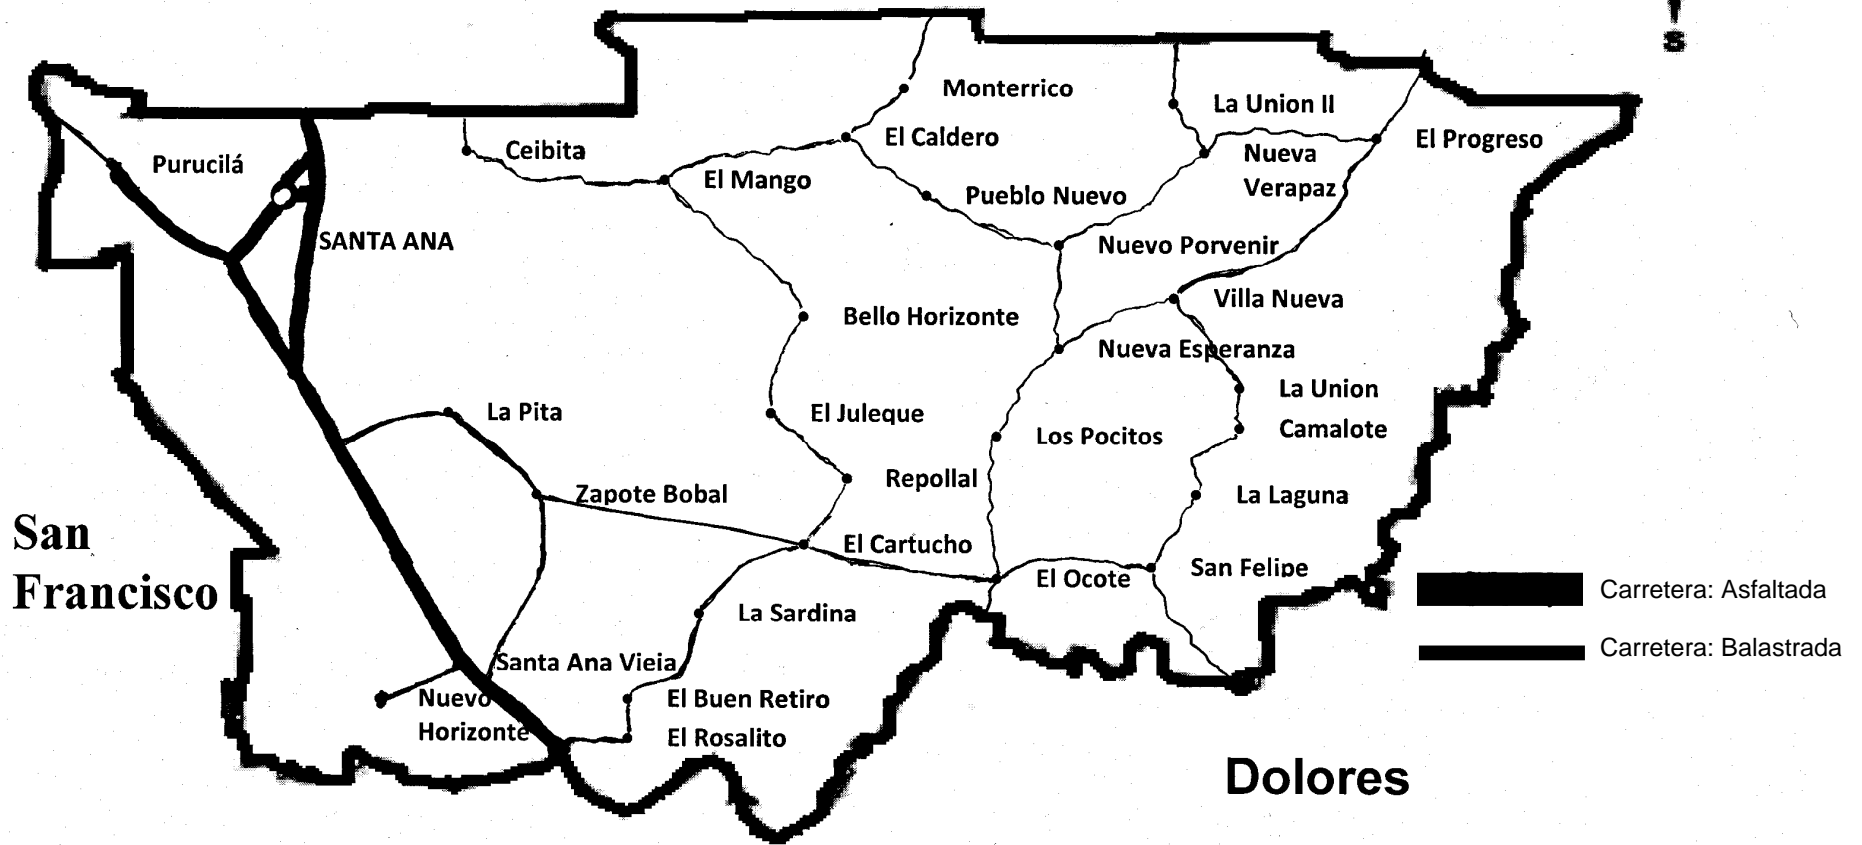 S
Monterrico
La Union II
El Caldero
El Progreso
Ceibita
Purucilá
Nueva
Verapaz
El Mango
Pueblo Nuevo
SANTA ANA
Nuevo Porvenir
Villa Nueva
Bello Horizonte
Nueva Esperanza
La Union
La Pita
El Juleque
Camalote
Los Pocitos
Repollal
Zapote Bobal
La Laguna
San
Francisco
El Cartucho
San Felipe
El Ocote
Carretera: Asfaltada
La Sardina
Carretera: Balastrada
Santa Ana Vieia
Nuevo
Horizonte
El Buen Retiro
El Rosalito
Dolores